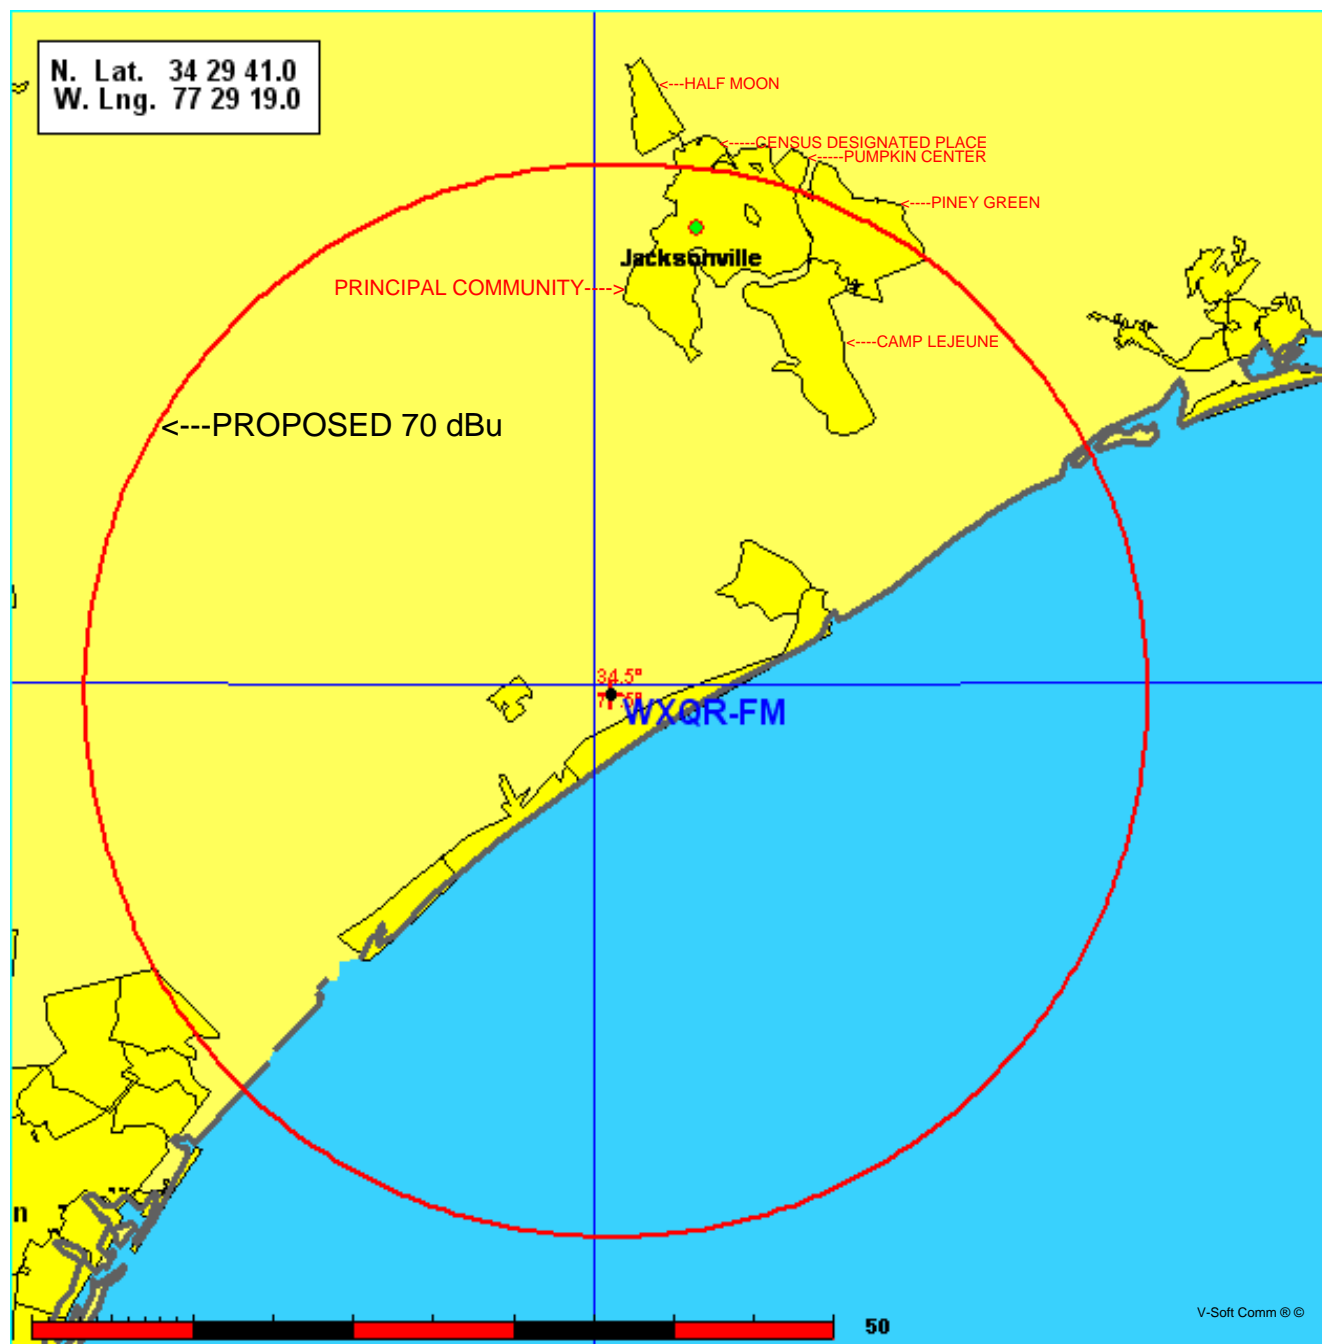 N. Lat. 34 29 41.0
W. Lng. 77 29 19.0
<---HALF MOON
<-----CENSUS DESIGNATED PLACE
<----PUMPKIN CENTER
<----PINEY GREEN
Jacksonville
PRINCIPAL COMMUNITY---->
<----CAMP LEJEUNE
<---PROPOSED 70 dBu
34.5°
WXQR-FM
n
50
V-Soft Comm ® ©